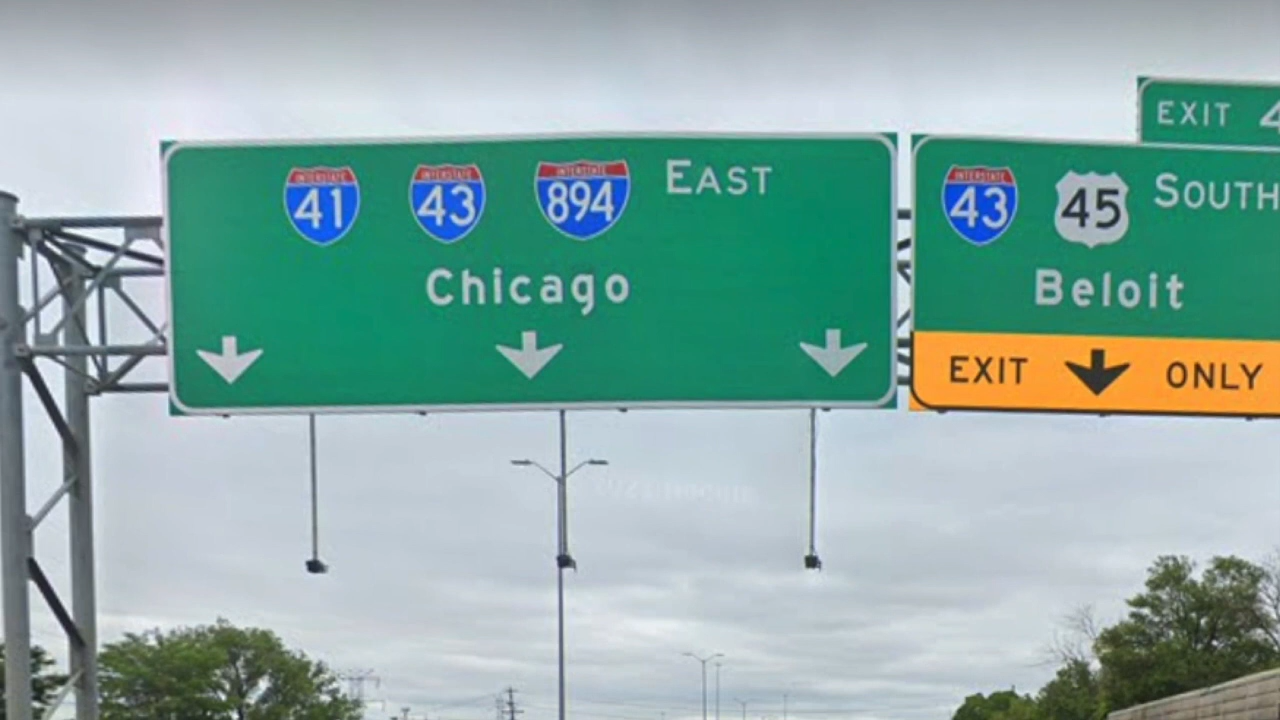 INTERSTATE 41 INTERSTATE 43 INTERSTATE 894 EAST
Chicago
EXIT
INTERSTATE 43 45 SOUTH
Beloit
EXIT ONLY